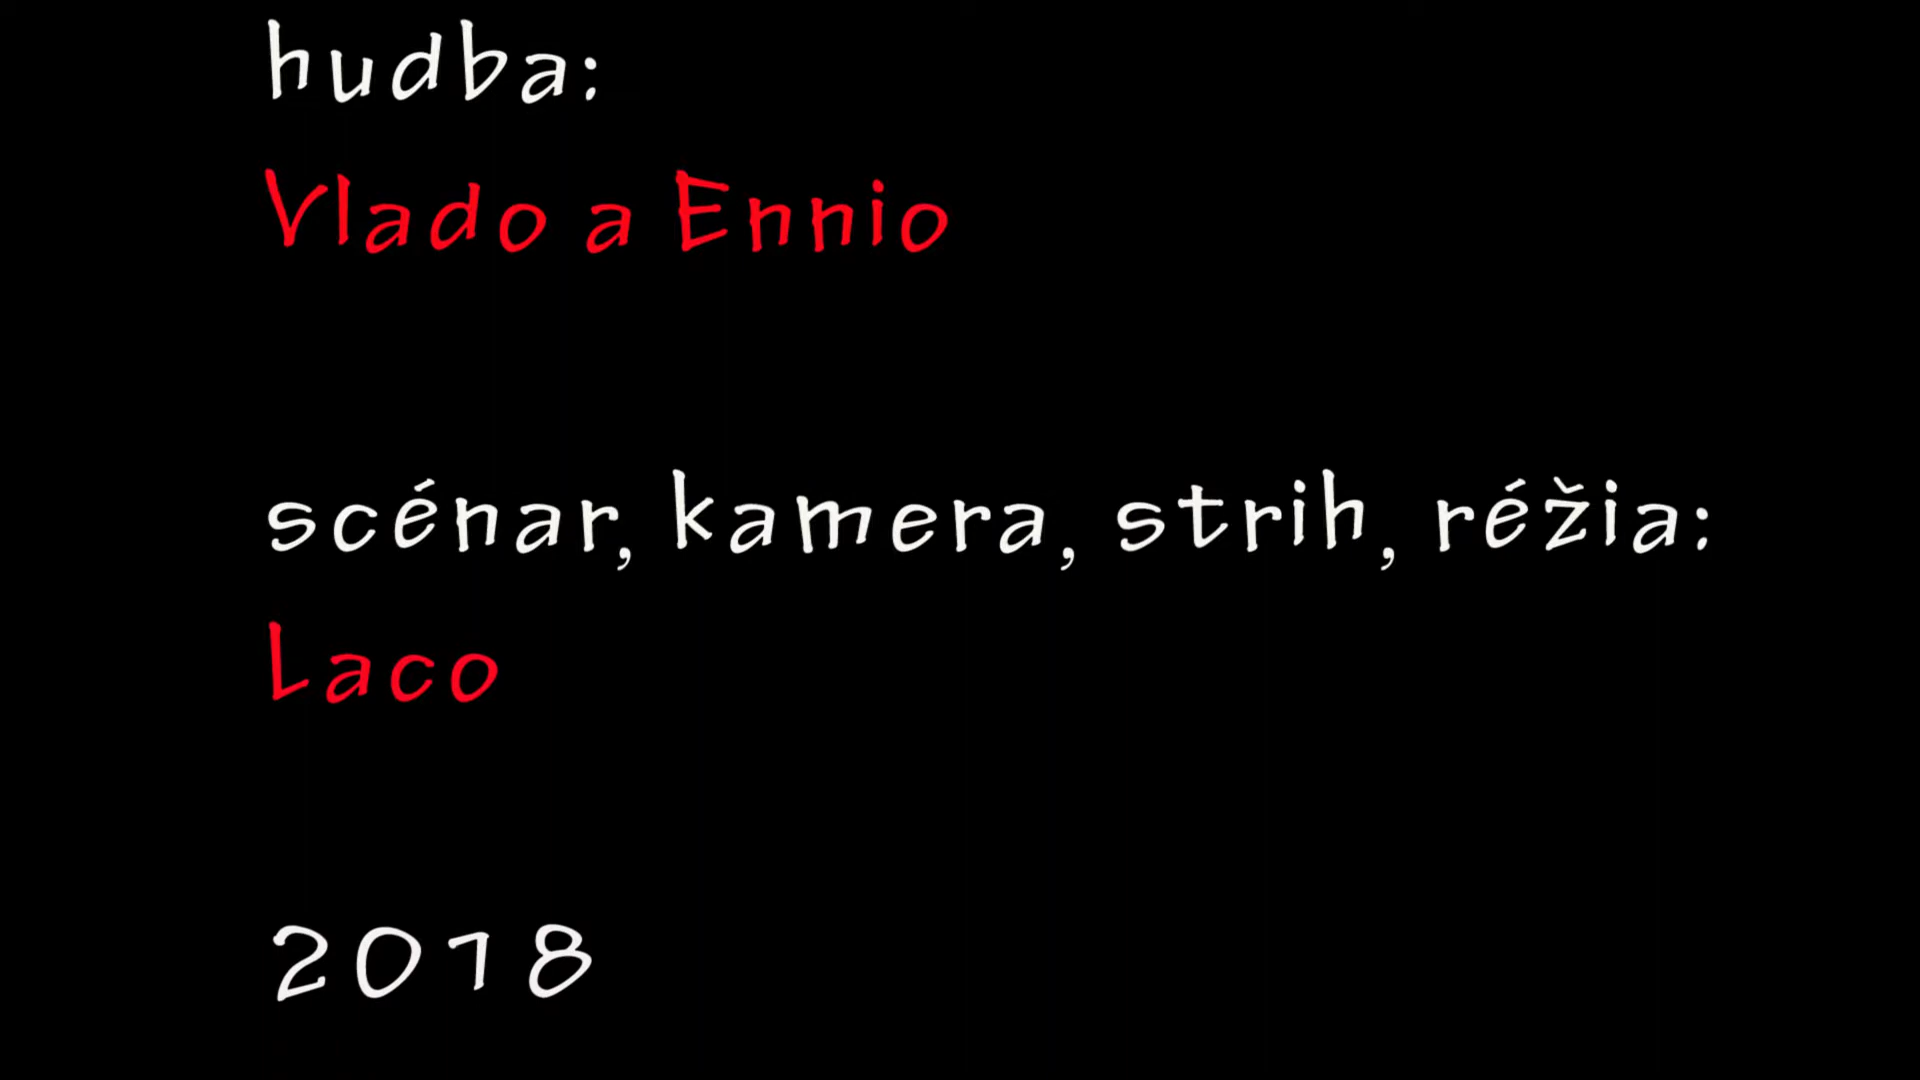 hudba:
Vlado a Ennio
scénar, kamera, strih, réžia:
Laco
2018